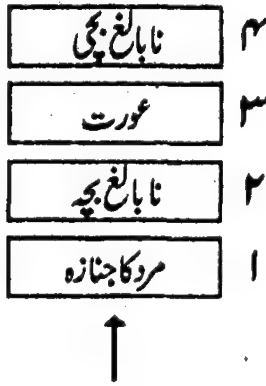 نابالغ بچی ۴
عورت ۳
نابالغ بچہ ۲
مرد کا جنازہ ۱